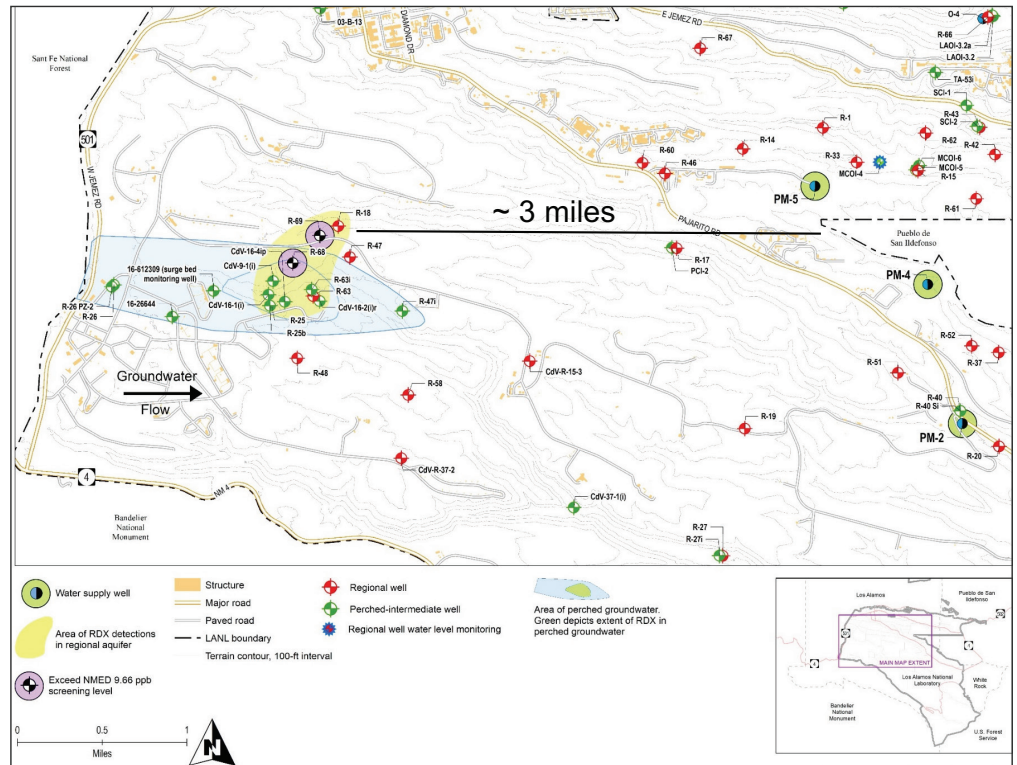 03-B-13
DIAMOND DR
E JEMEZ RD
O-4
R-66
LAOI-3.2a
LAOI-3.2
R-67
Sant Fe National
Forest
TA-53i
SCI-1
501
R-43
SCI-2
R-1
R-14
R-62
R-42
W JEMEZ RD
R-60
R-46
R-33
MCOI-6
MCOI-5
MCOI-4
R-15
PM-5
R-61
~ 3 miles
R-18
R-69
PAJARITO RD
Pueblo de
San Ildefonso
R-47
R-68
CdV-16-4ip
CdV-9-1(i)
R-17
PCI-2
16-612309 (surge bed
monitoring well)
R-63i
R-63
PM-4
R-47i
16-26644
CdV-16-1(i)
CdV-16-2(i)r
R-26 PZ-2
R-26
R-25
R-25b
R-52
R-37
R-48
CdV-R-15-3
R-51
Groundwater
Flow
R-58
R-40
R-40 Si
R-19
PM-2
R-20
CdV-R-37-2
4
NM 4
CdV-37-1(i)
Bandelier
National
Monument
R-27
R-27i
Water supply well
Area of RDX detections
in regional aquifer
Exceed NMED 9.66 ppb
screening level
Structure
Major road
Paved road
LANL boundary
Terrain contour, 100-ft interval
Regional well
Perched-intermediate well
Regional well water level monitoring
Area of perched groundwater.
Green depicts extent of RDX in
perched groundwater
0 0.5 1
Miles
N
Los Alamos
Pueblo de San
Ildefonso
501
4
MAIN MAP EXTENT
Los Alamos National
Laboratory
White
Rock
Bandelier
National
Monument
U.S. Forest
Service